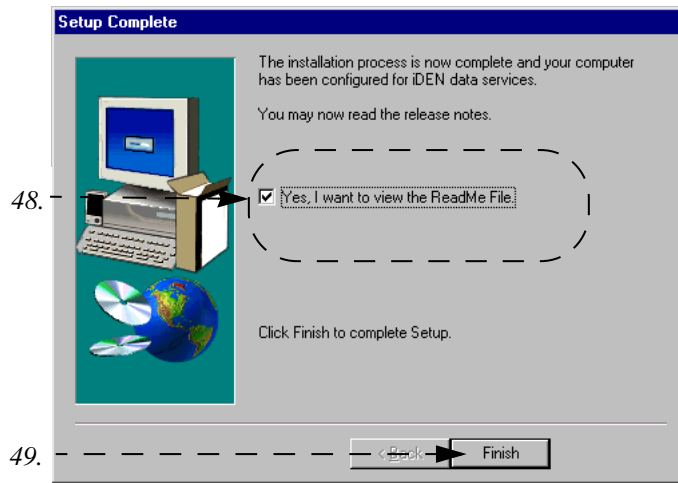 Setup Complete
The installation process is now complete and your computer
has been configured for iDEN data services.
You may now read the release notes.
48.
Yes, I want to view the ReadMe File.
Click Finish to complete Setup.
49.
< Back
Finish